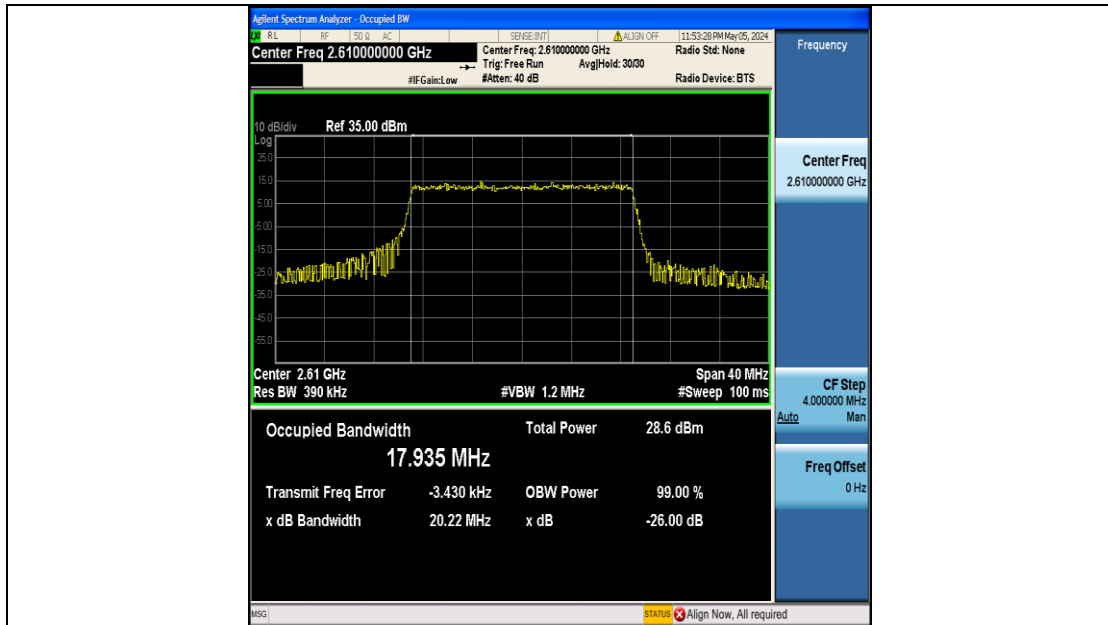 Agilent Spectrum Analyzer - Occupied BW
RL RF 50 Ω AC SENSE:INT ALIGN OFF 11:53:28 PM May 05, 2024
Center Freq 2.610000000 GHz
Center Freq: 2.610000000 GHz
Radio Std: None
Trig: Free Run Avg|Hold: 30/30
#IFGain:Low
#Atten: 40 dB
Radio Device: BTS
10 dB/div Ref 35.00 dBm
Log
25.0
15.0
5.00
-5.00
-15.0
-25.0
-35.0
-45.0
-55.0
Center 2.61 GHz Span 40 MHz
Res BW 390 kHz #VBW 1.2 MHz #Sweep 100 ms
Occupied Bandwidth Total Power 28.6 dBm
17.935 MHz
Transmit Freq Error -3.430 kHz OBW Power 99.00 %
x dB Bandwidth 20.22 MHz x dB -26.00 dB
Frequency
Center Freq
2.610000000 GHz
CF Step
4.000000 MHz
Auto Man
Freq Offset
0 Hz
MSG STATUS Align Now, All required